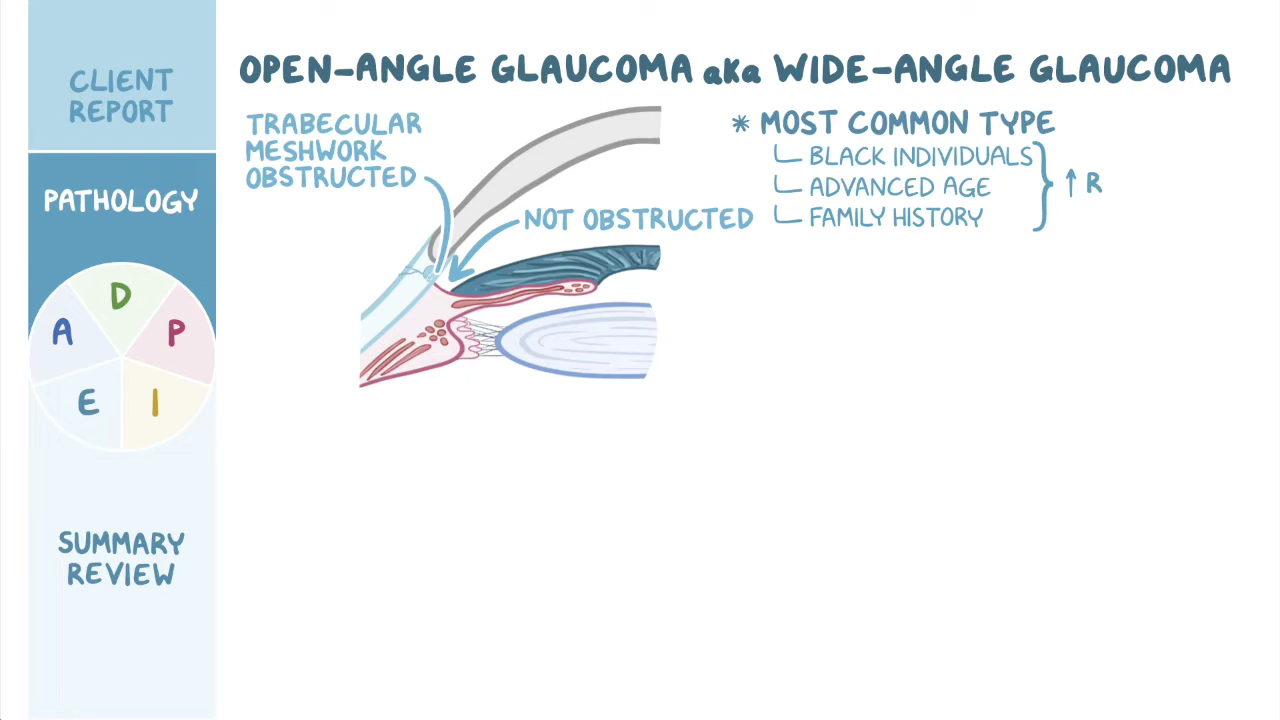 CLIENT
REPORT
PATHOLOGY
A
D
P
E
I
SUMMARY
REVIEW
OPEN-ANGLE GLAUCOMA aka WIDE-ANGLE GLAUCOMA
TRABECULAR
MESHWORK
OBSTRUCTED
NOT OBSTRUCTED
* MOST COMMON TYPE
BLACK INDIVIDUALS
ADVANCED AGE
FAMILY HISTORY
↑ R